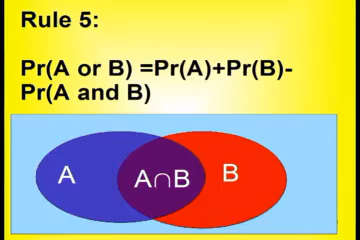 Rule 5:
Pr(A or B) =Pr(A)+Pr(B)-
Pr(A and B)
A
A∩B
B